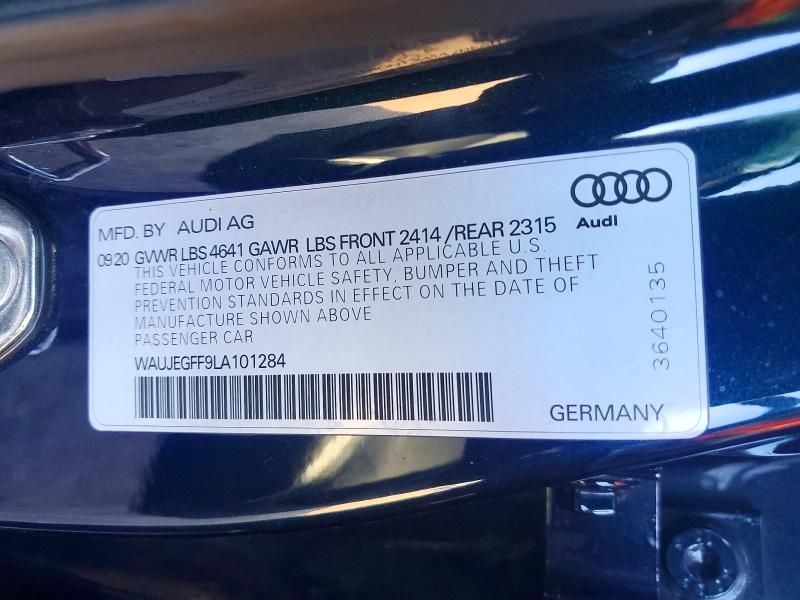 Audi
MFD. BY AUDI AG
09 20 GVWR LBS 4641 GAWR LBS FRONT 2414 /REAR 2315
THIS VEHICLE CONFORMS TO ALL APPLICABLE U.S.
FEDERAL MOTOR VEHICLE SAFETY, BUMPER AND THEFT
PREVENTION STANDARDS IN EFFECT ON THE DATE OF
MANUFACTURE SHOWN ABOVE
PASSENGER CAR
WAUJEGFF9LA101284
GERMANY
3640135